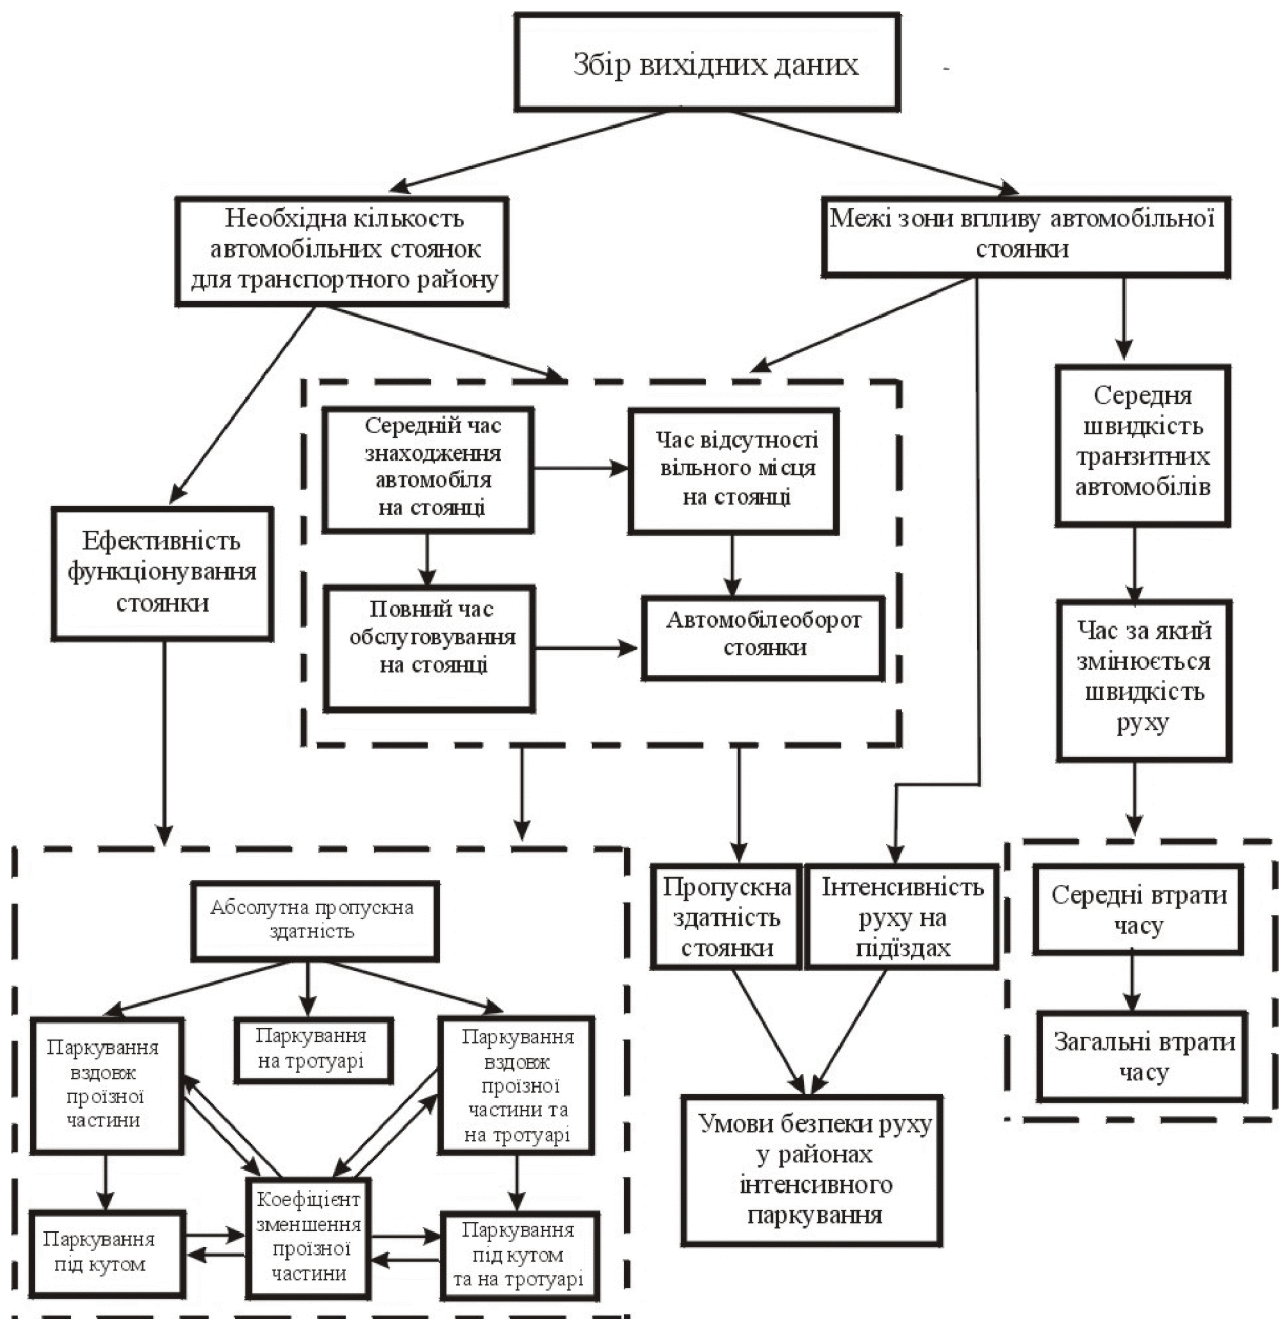 Збір вихідних даних
Необхідна кількость
автомобільних стоянок
для транспортного району
Межі зони впливу автомобільної
стоянки
Середній час
знаходження
автомобіля
на стоянці
Час відсутності
вільного місця
на стоянці
Середня
швидкість
транзитних
автомобілів
Ефективність
функціонування
стоянки
Повний час
обслуговування
на стоянці
Автомобілеоборот
стоянки
Час за який
змінюється
швидкість
руху
Абсолутна пропускна
здатність
Пропускна
здатність
стоянки
Інтенсивність
руху на
підїздах
Середні втрати
часу
Паркування
вздовж
проїзної
частини
Паркування
на тротуарі
Паркування
вздовж
проїзної
частини та
на тротуарі
Загальні втрати
часу
Умови безпеки руху
у районах
інтенсивного
паркування
Паркування
під кутом
Коефіцієнт
зменшення
проїзної
частини
Паркування
під кутом
та на тротуарі